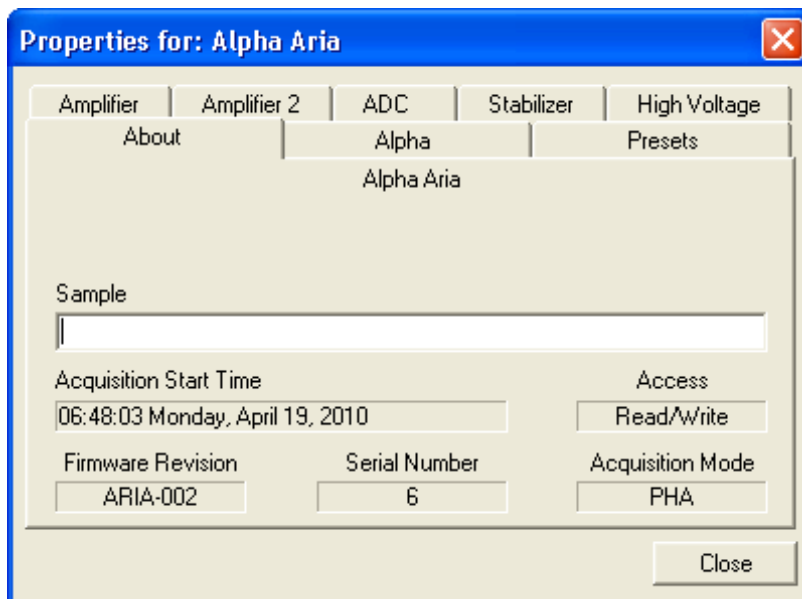 Properties for: Alpha Aria
Amplifier Amplifier 2 ADC Stabilizer High Voltage
About Alpha Presets
Alpha Aria
Sample
Acquisition Start Time Access
06:48:03 Monday, April 19, 2010 Read/Write
Firmware Revision Serial Number Acquisition Mode
ARIA-002 6 PHA
Close